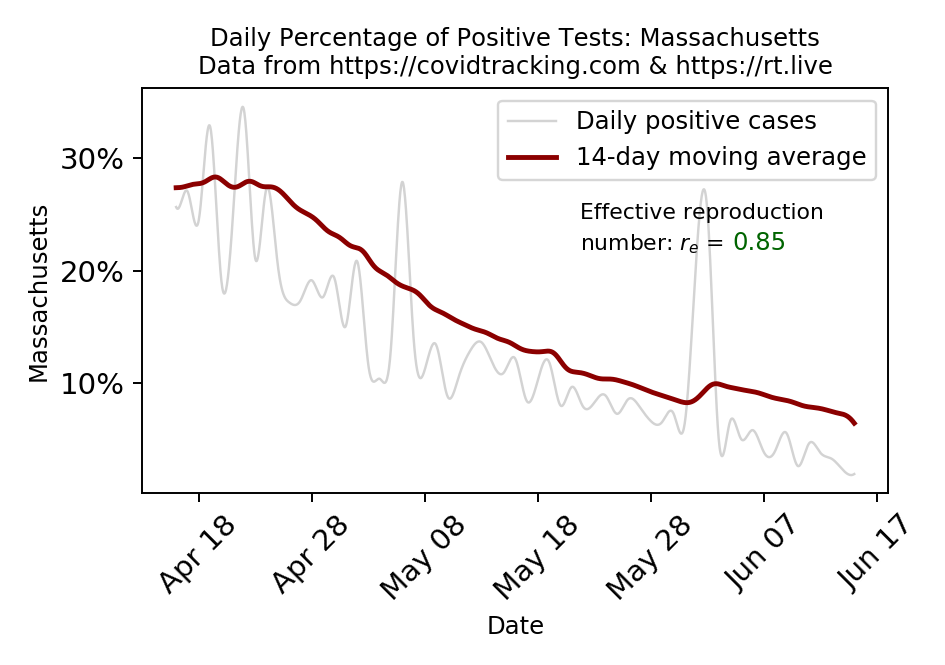 Daily Percentage of Positive Tests: Massachusetts
Data from https://covidtracking.com & https://rt.live
Daily positive cases
14-day moving average
Effective reproduction
number: rₑ = 0.85
Massachusetts
30%
20%
10%
Apr 18
Apr 28
May 08
May 18
May 28
Jun 07
Jun 17
Date